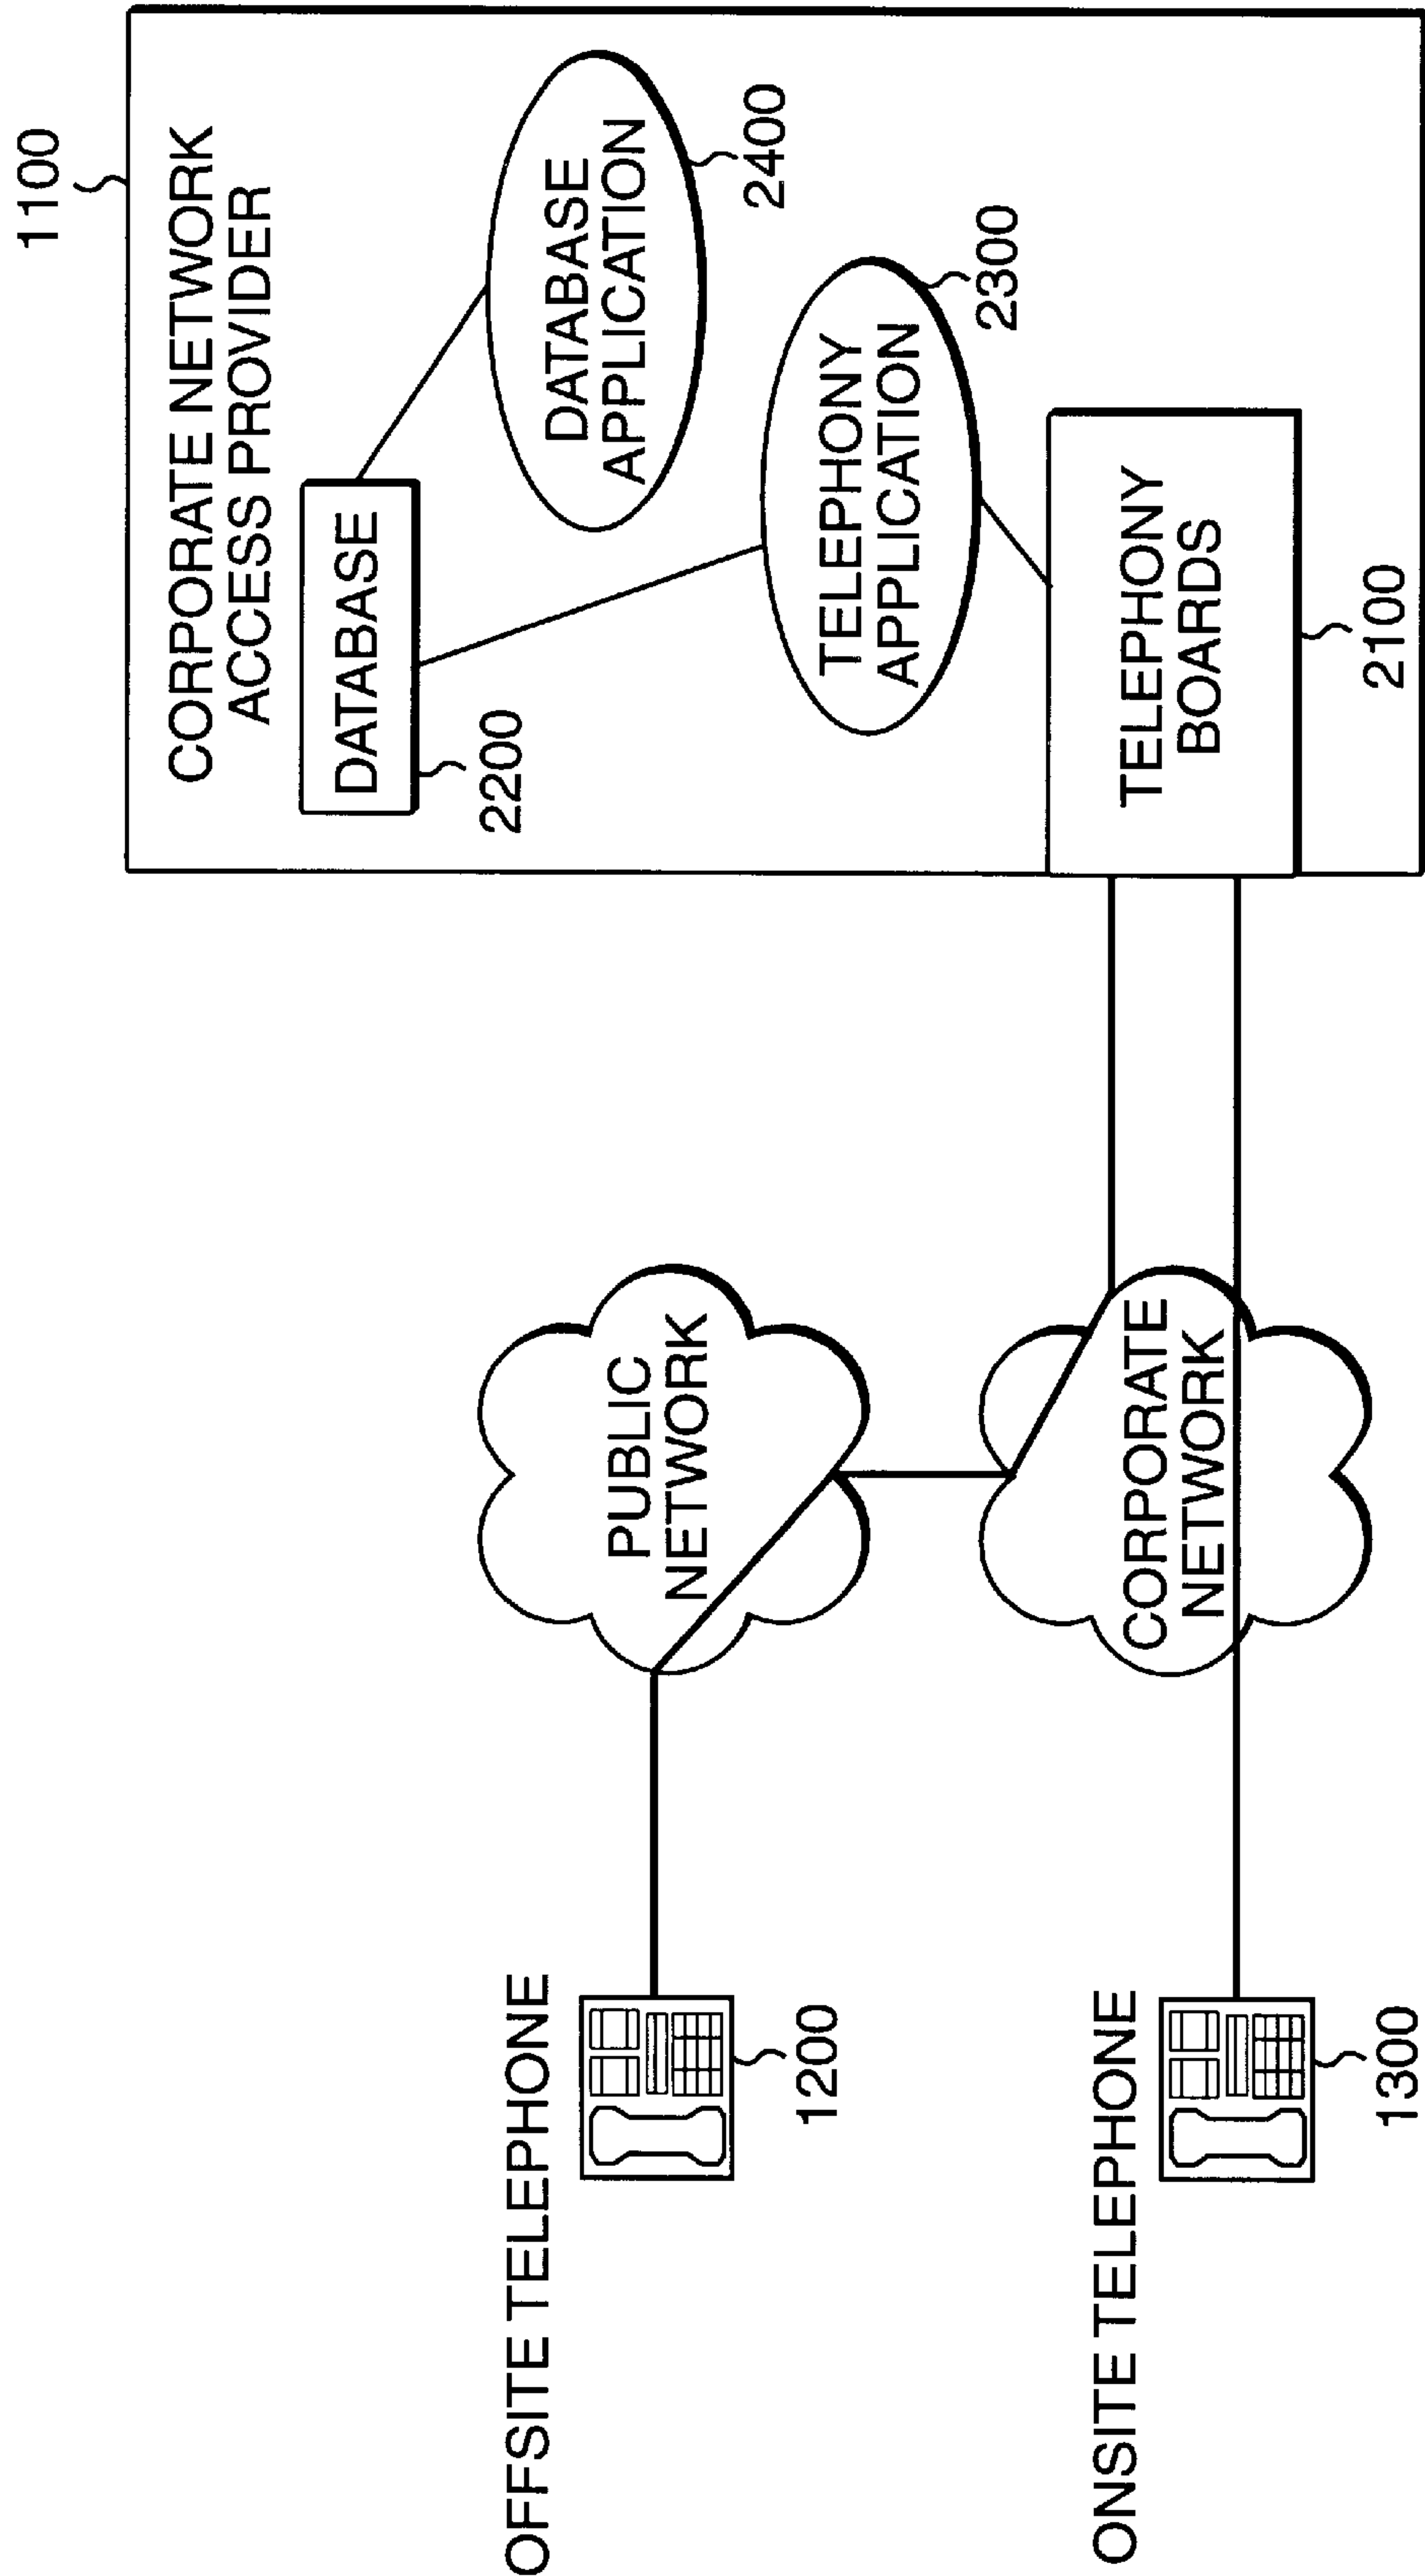 1100
CORPORATE NETWORK
ACCESS PROVIDER
DATABASE
2200
DATABASE
APPLICATION
2400
TELEPHONY
APPLICATION
2300
TELEPHONY
BOARDS
2100
PUBLIC
NETWORK
CORPORATE
NETWORK
OFFSITE TELEPHONE
1200
ONSITE TELEPHONE
1300